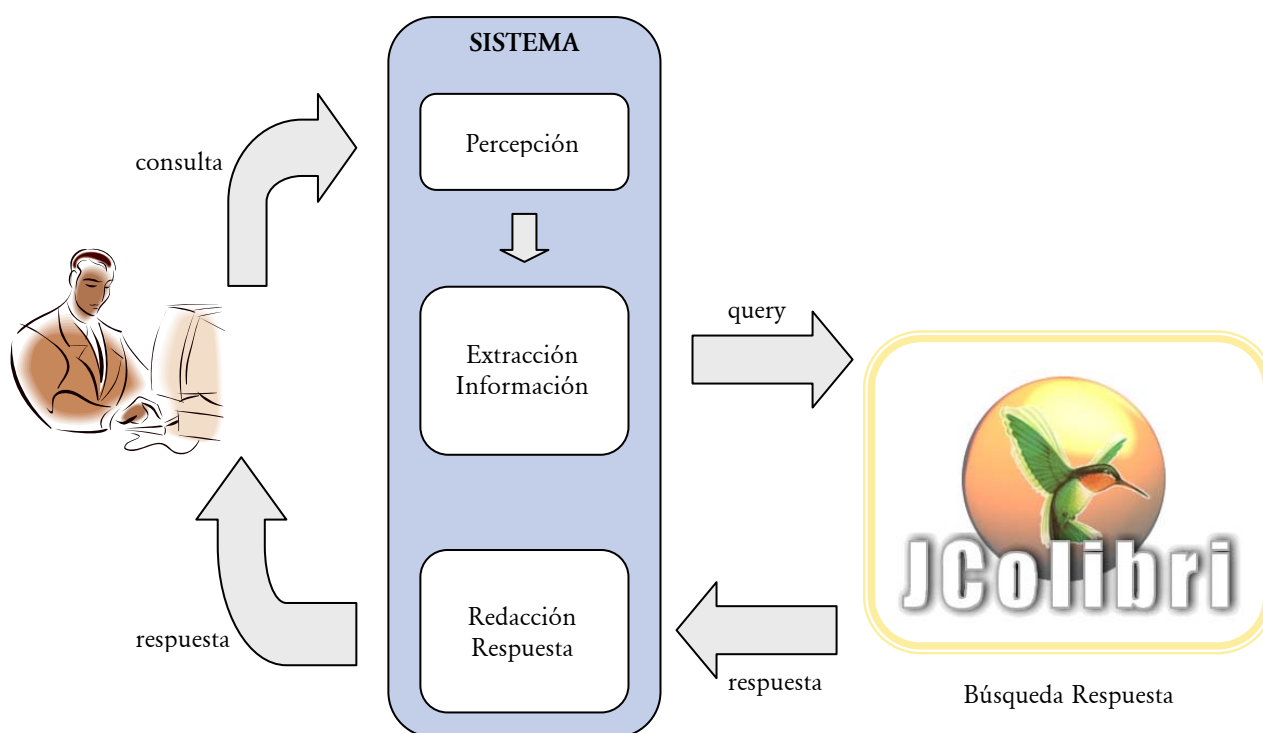 SISTEMA
Percepción
consulta
Extracción
Información
query
JColibri
Redacción
Respuesta
respuesta
respuesta
Búsqueda Respuesta